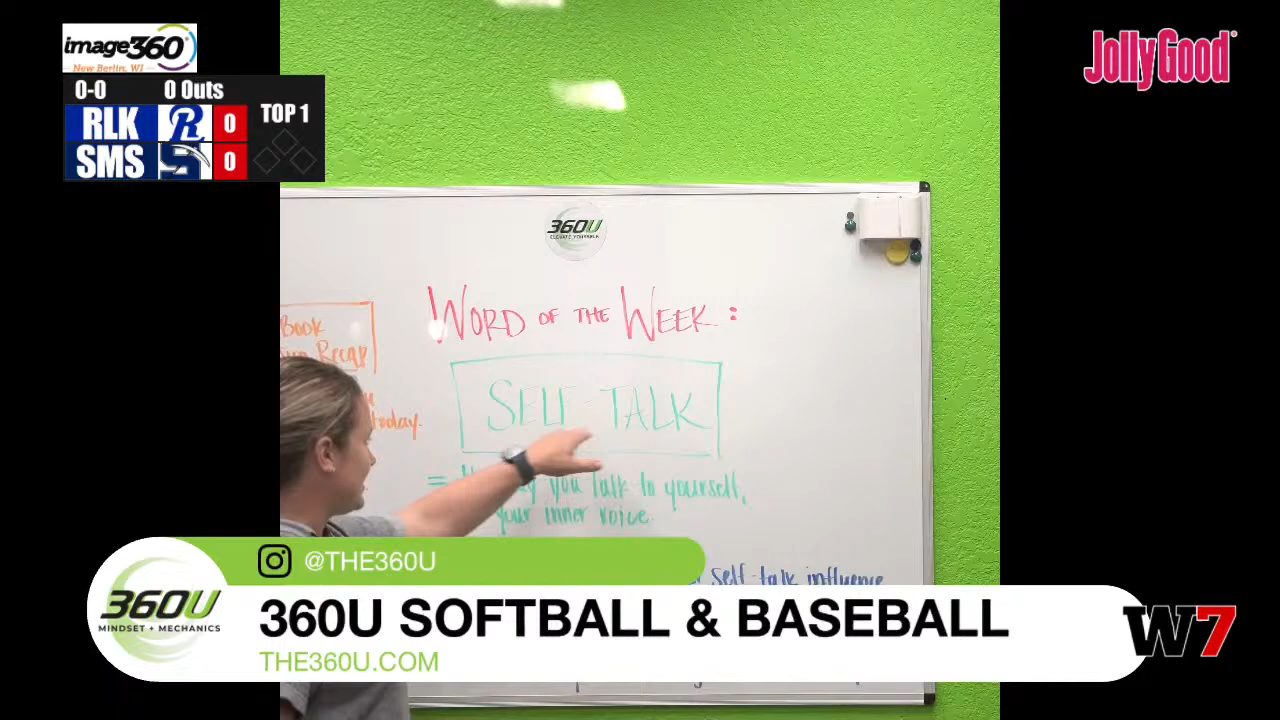 image360
New Berlin, WI
0-0 0 Outs
RLK R 0 TOP 1
SMS S 0
JollyGood
360U
ELEVATE YOURSELF
WORD OF THE WEEK:
Book
Recap
today.
SELF-TALK
= you talk to yourself,
your inner voice.
self-talk influence
@THE360U
360U
MINDSET + MECHANICS
360U SOFTBALL & BASEBALL
THE360U.COM
W7